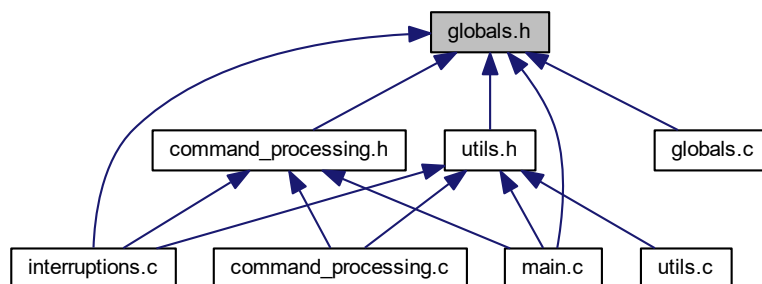 globals.h
command_processing.h
utils.h
globals.c
interruptions.c
command_processing.c
main.c
utils.c